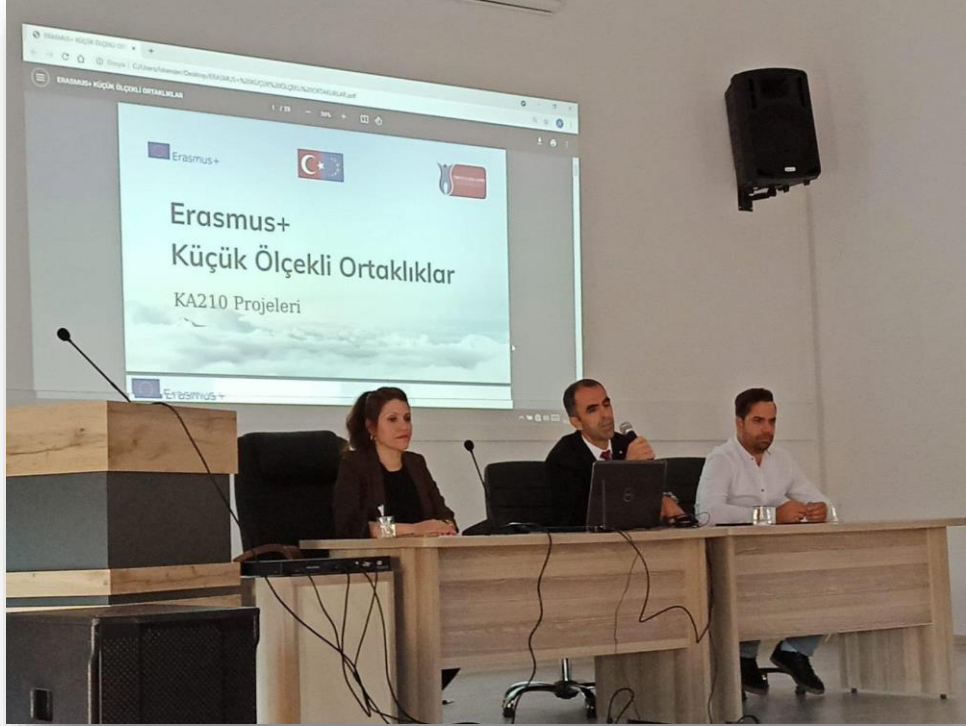 ERASMUS+ KÜÇÜK ÖLÇEKLİ ORTAKLIKLAR
Erasmus+
Erasmus+
Küçük Ölçekli Ortaklıklar
KA210 Projeleri
Erasmus+